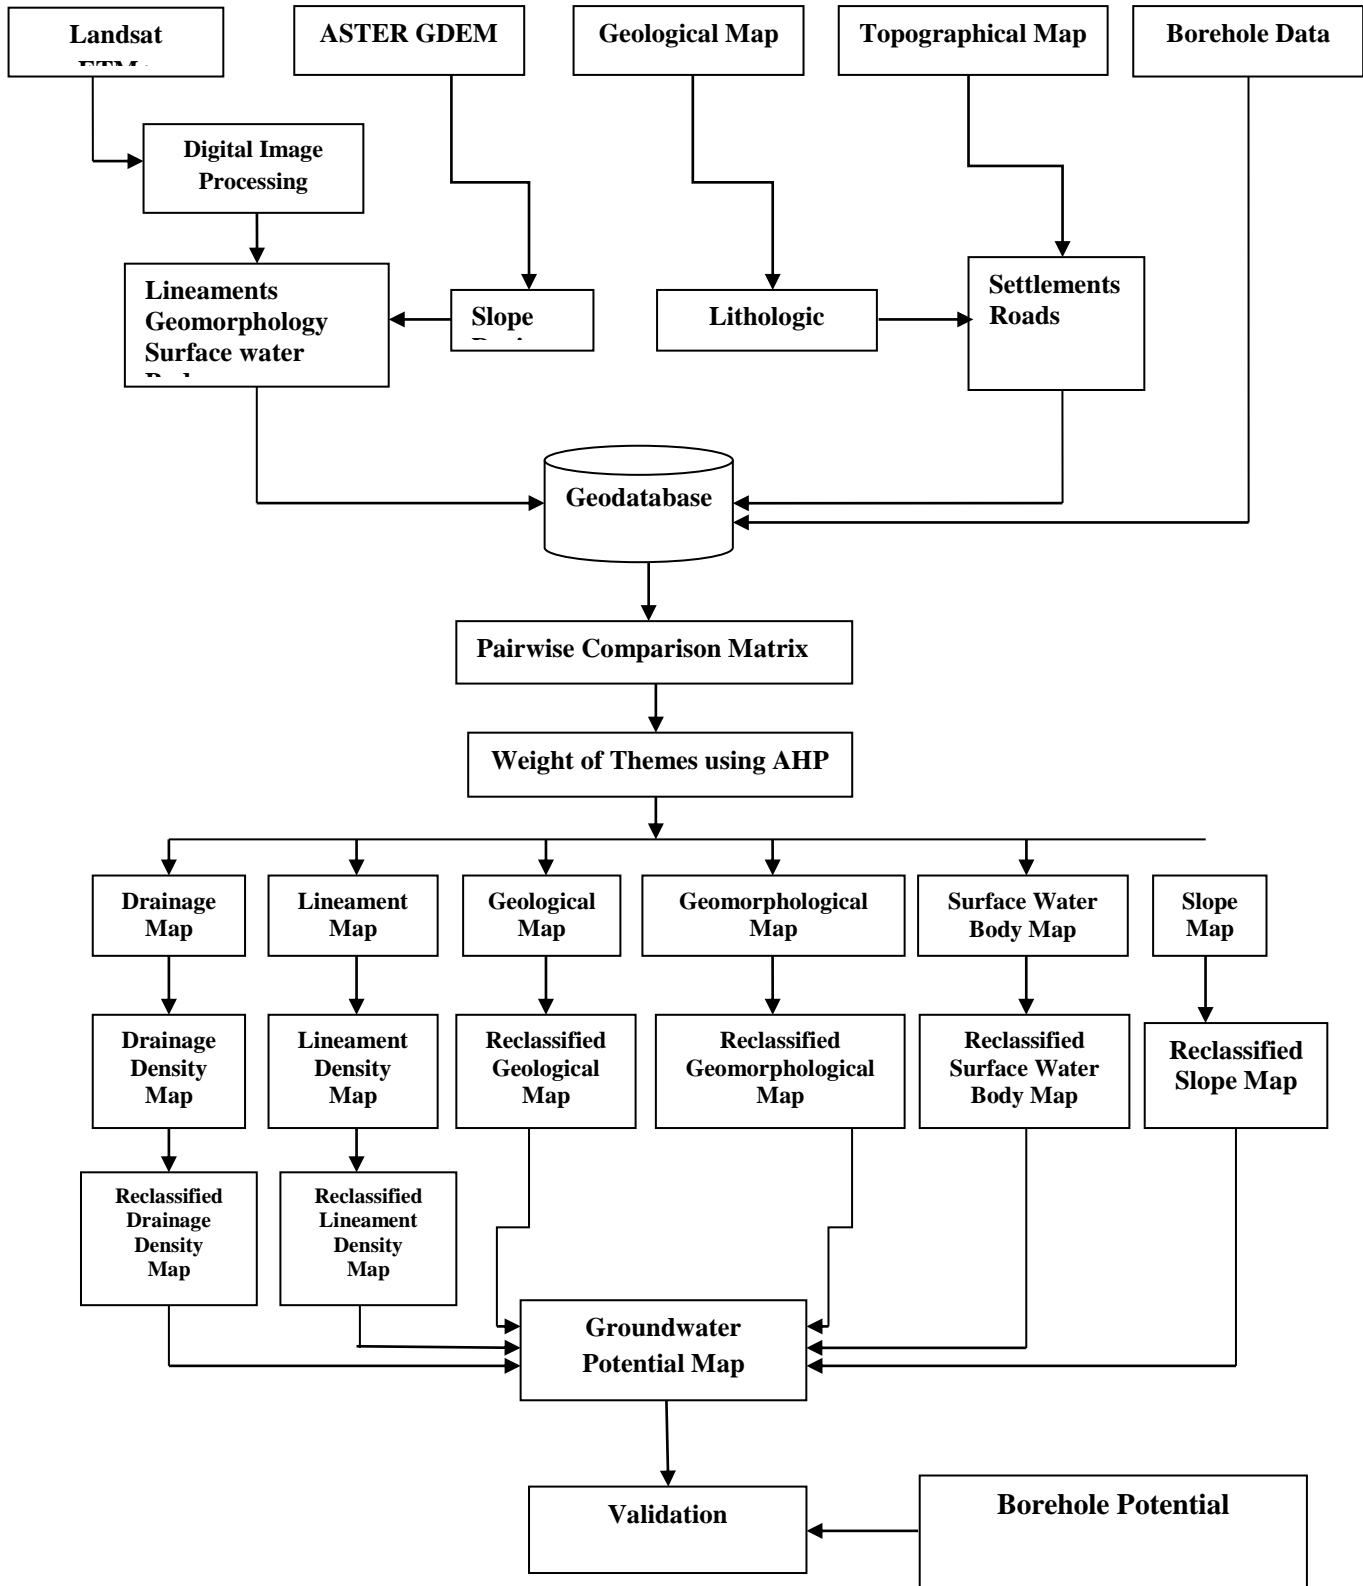 Landsat
ASTER GDEM
Geological Map
Topographical Map
Borehole Data
Digital Image
Processing
Lineaments
Geomorphology
Surface water
Slope
Lithologic
Settlements
Roads
Geodatabase
Pairwise Comparison Matrix
Weight of Themes using AHP
Drainage
Map
Lineament
Map
Geological
Map
Geomorphological
Map
Surface Water
Body Map
Slope
Map
Drainage
Density
Map
Lineament
Density
Map
Reclassified
Geological
Map
Reclassified
Geomorphological
Map
Reclassified
Surface Water
Body Map
Reclassified
Slope Map
Reclassified
Drainage
Density
Map
Reclassified
Lineament
Density
Map
Groundwater
Potential Map
Validation
Borehole Potential